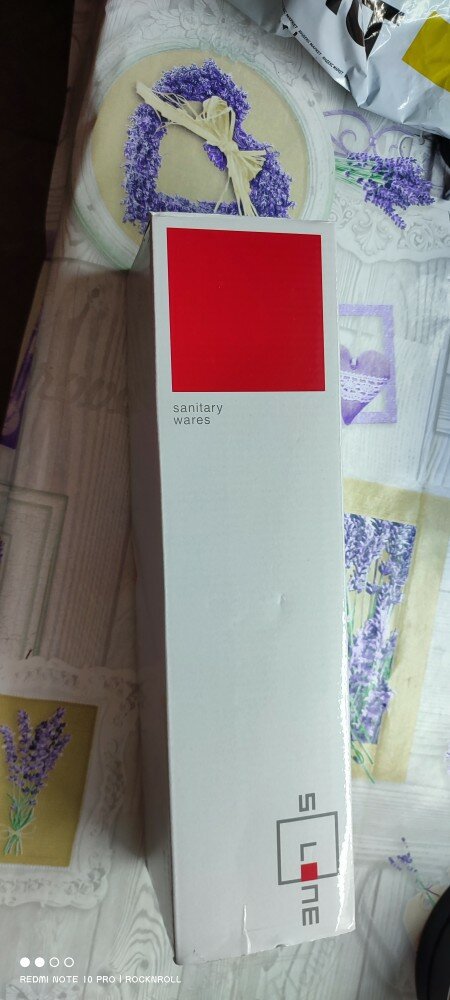 sanitary
wares
S LINE
REDMI NOTE 10 PRO | ROCKNROLL